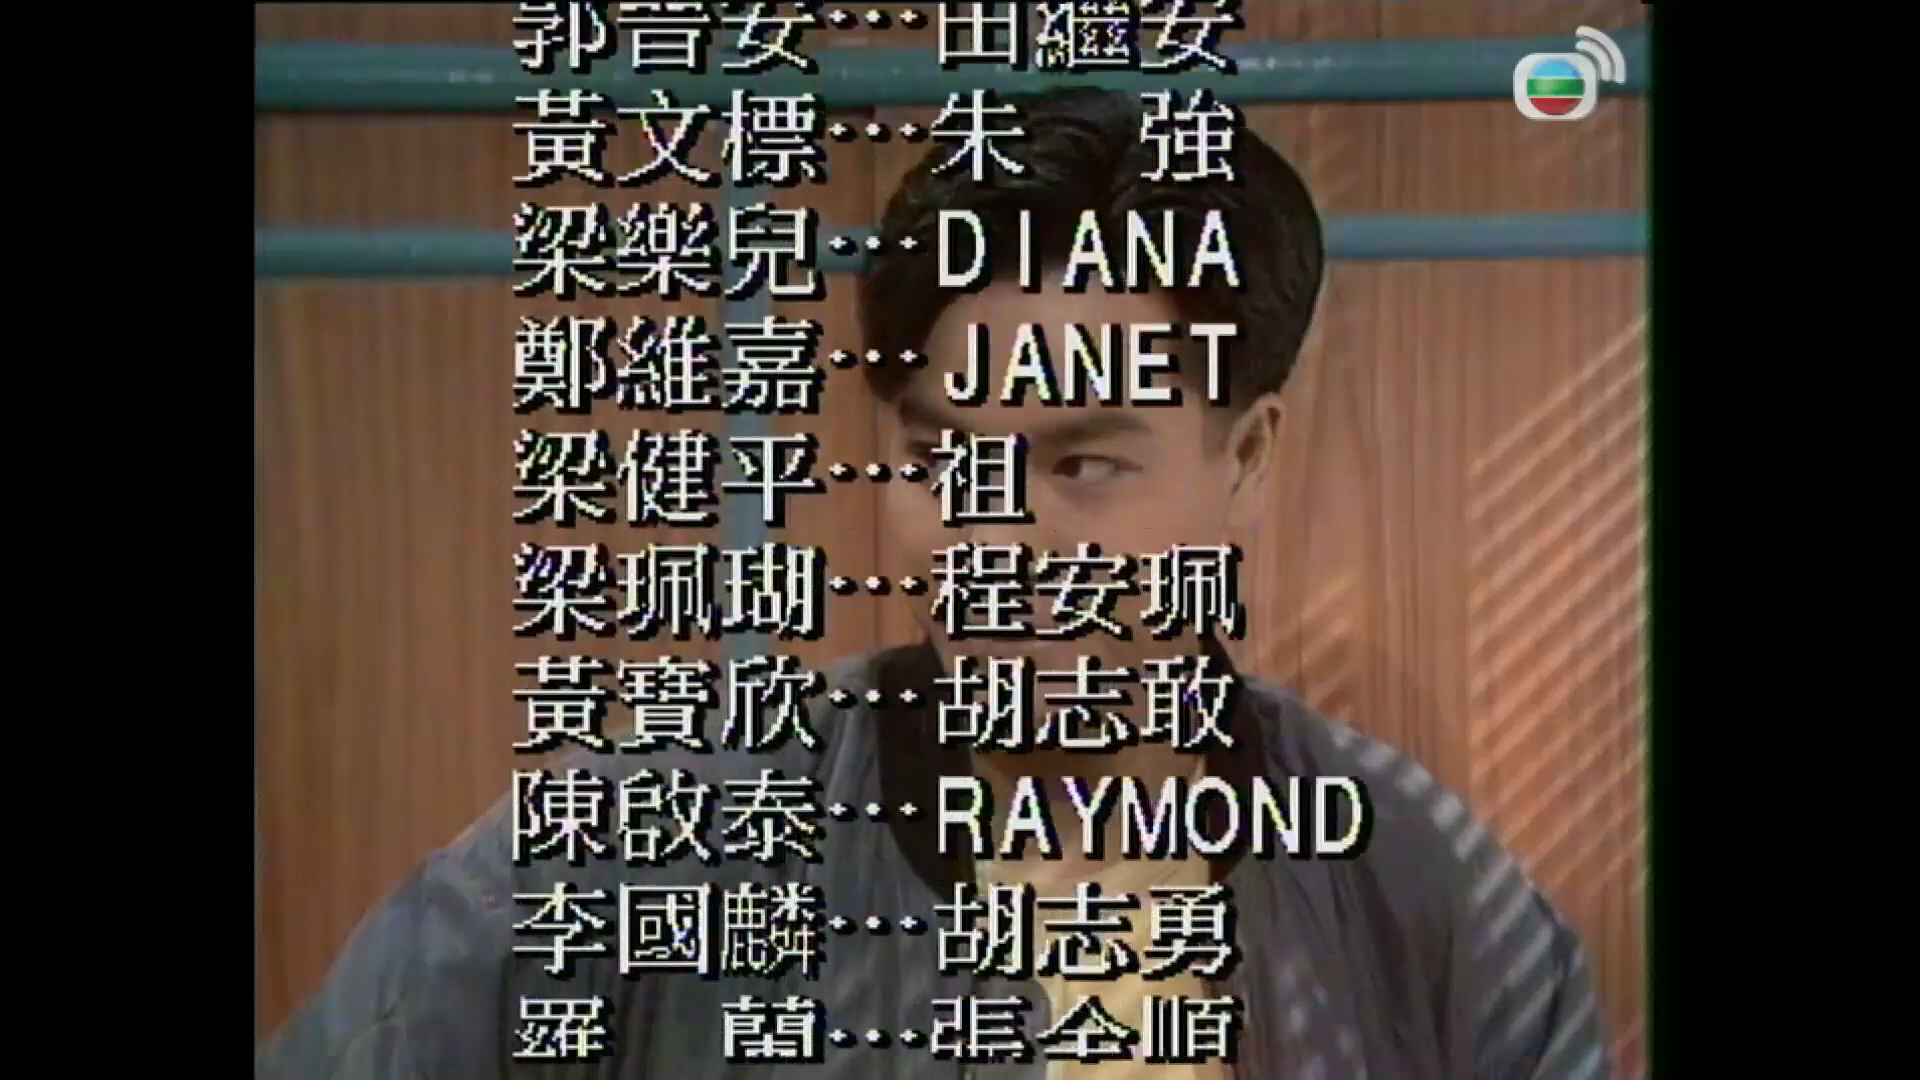 郭晉安…田繼安
黃文標…朱　強
梁樂兒…DIANA
鄭維嘉…JANET
梁健平…祖
梁珮瑚…程安珮
黃寶欣…胡志敢
陳啟泰…RAYMOND
李國麟…胡志勇
羅　蘭…張全順